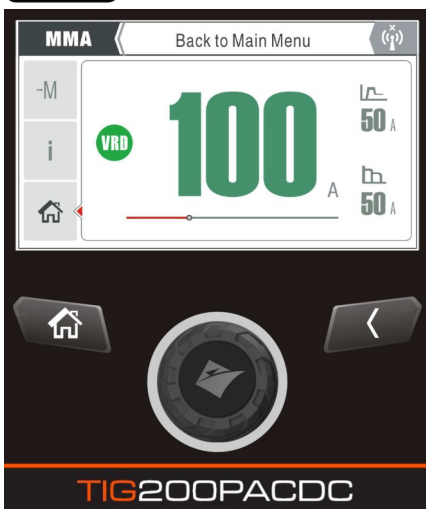 MMA
Back to Main Menu
-M
i
VRD
100 A
50 A
50 A
TIG200PACDC